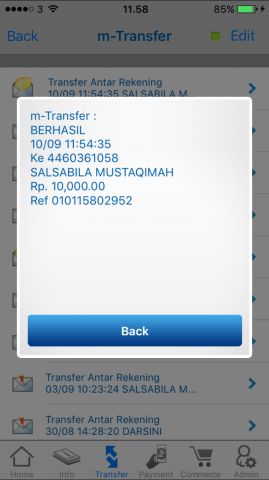 3
11.58
85%
Back
m-Transfer
Edit
Transfer Antar Rekening
10/09 11:54:35 SALSABILA M...
m-Transfer :
BERHASIL
10/09 11:54:35
Ke 4460361058
SALSABILA MUSTAQIMAH
Rp. 10,000.00
Ref 010115802952
Back
Transfer Antar Rekening
03/09 10:23:24 SALSABILA M...
Transfer Antar Rekening
30/08 14:28:20 DARSINI
Home
Info
Transfer
Payment
Commerce
Admin